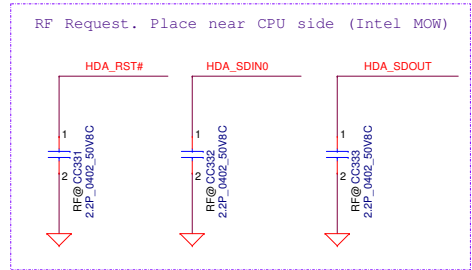 RF Request. Place near CPU side (Intel MOW)
HDA_RST#
HDA_SDIN0
HDA_SDOUT
1
2
RF@ CC331
2.2P_0402_50V8C
1
2
RF@ CC332
2.2P_0402_50V8C
1
2
RF@ CC333
2.2P_0402_50V8C